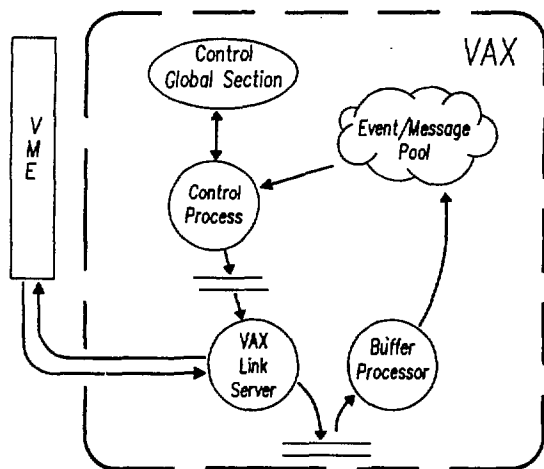 VAX
Control
Global Section
Event/Message
Pool
V
M
E
Control
Process
VAX
Link
Server
Buffer
Processor